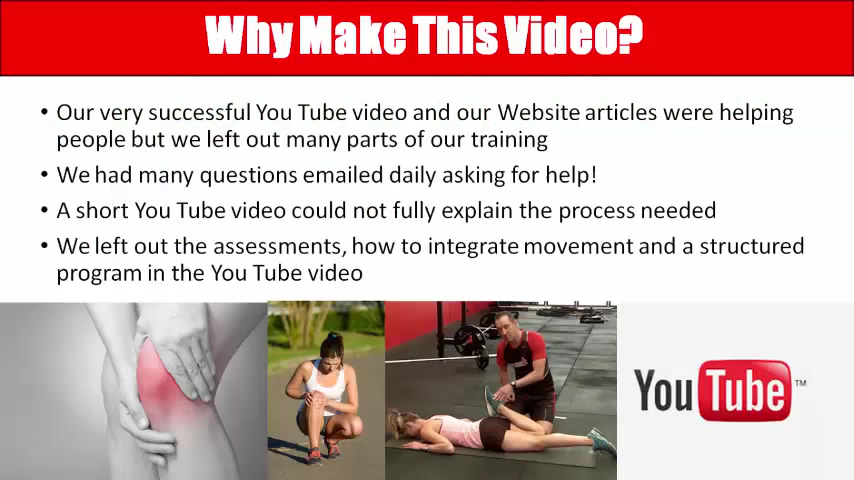 Why Make This Video?
• Our very successful You Tube video and our Website articles were helping
people but we left out many parts of our training
• We had many questions emailed daily asking for help!
• A short You Tube video could not fully explain the process needed
• We left out the assessments, how to integrate movement and a structured
program in the You Tube video
YouTube™